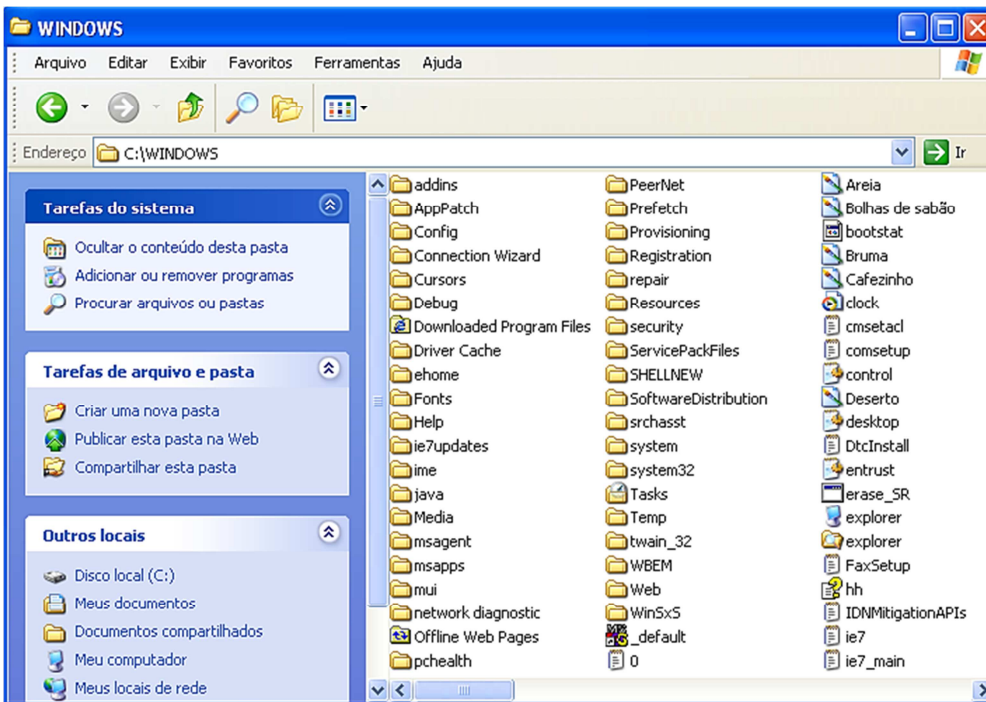 WINDOWS
Arquivo Editar Exibir Favoritos Ferramentas Ajuda
Endereço C:\WINDOWS Ir
Tarefas do sistema
Ocultar o conteúdo desta pasta
Adicionar ou remover programas
Procurar arquivos ou pastas
Tarefas de arquivo e pasta
Criar uma nova pasta
Publicar esta pasta na Web
Compartilhar esta pasta
Outros locais
Disco local (C:)
Meus documentos
Documentos compartilhados
Meu computador
Meus locais de rede
addins
AppPatch
Config
Connection Wizard
Cursors
Debug
Downloaded Program Files
Driver Cache
ehome
Fonts
Help
ie7updates
ime
java
Media
msagent
msapps
mui
network diagnostic
Offline Web Pages
pchealth
PeerNet
Prefetch
Provisioning
Registration
repair
Resources
security
ServicePackFiles
SHELLNEW
SoftwareDistribution
srchasst
system
system32
Tasks
Temp
twain_32
WBEM
Web
WinSxS
_default
0
Areia
Bolhas de sabão
bootstat
Bruma
Cafezinho
clock
cmsetacl
comsetup
control
Deserto
desktop
DtcInstall
entrust
erase_SR
explorer
explorer
FaxSetup
hh
IDNMitigationAPIs
ie7
ie7_main